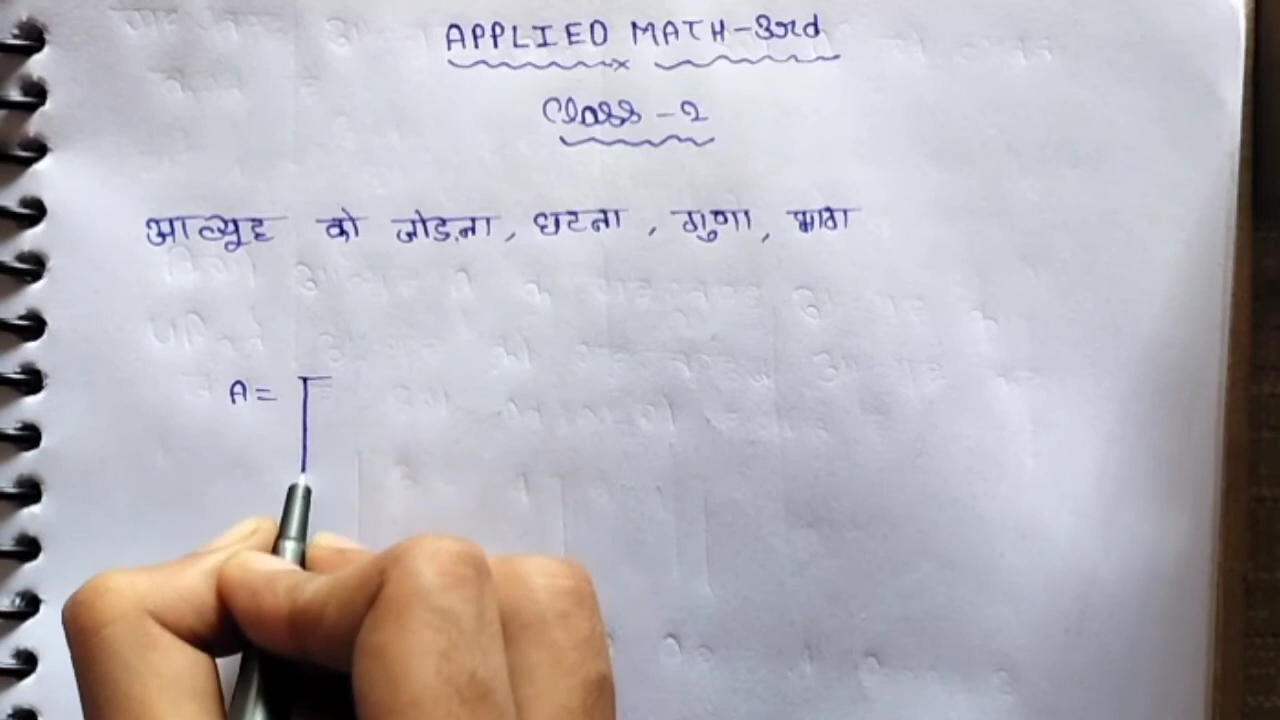 APPLIED MATH-3rd
Class-2
आव्यूह को जोड़ना, घटना, गुणा, भाग
A=